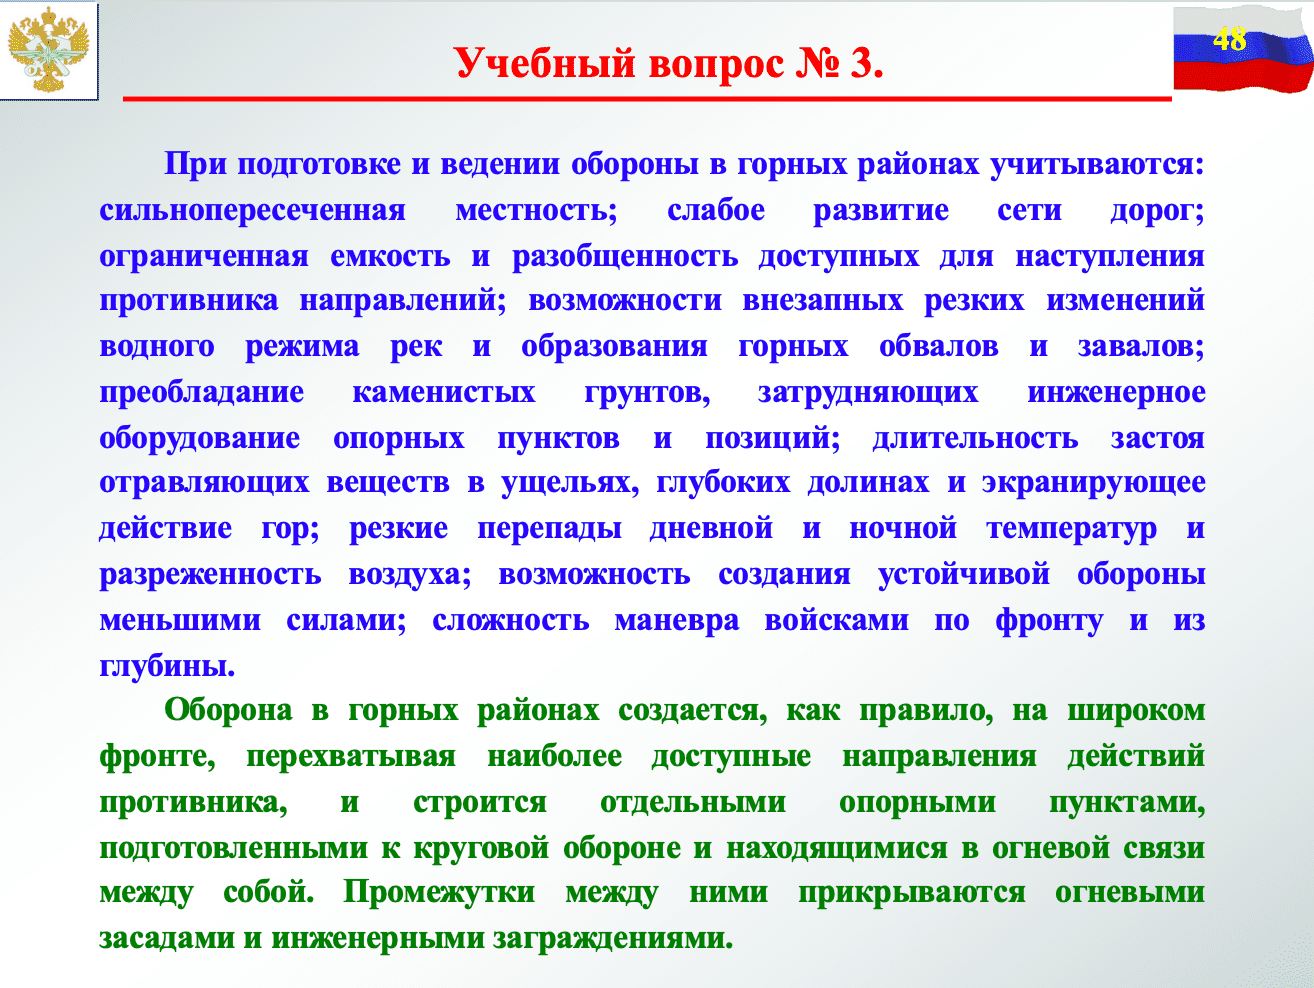 48
Учебный вопрос № 3.
При подготовке и ведении обороны в горных районах учитываются:
сильнопересеченная местность; слабое развитие сети дорог;
ограниченная емкость и разобщенность доступных для наступления
противника направлений; возможности внезапных резких изменений
водного режима рек и образования горных обвалов и завалов;
преобладание каменистых грунтов, затрудняющих инженерное
оборудование опорных пунктов и позиций; длительность застоя
отравляющих веществ в ущельях, глубоких долинах и экранирующее
действие гор; резкие перепады дневной и ночной температур и
разреженность воздуха; возможность создания устойчивой обороны
меньшими силами; сложность маневра войсками по фронту и из
глубины.
Оборона в горных районах создается, как правило, на широком
фронте, перехватывая наиболее доступные направления действий
противника, и строится отдельными опорными пунктами,
подготовленными к круговой обороне и находящимися в огневой связи
между собой. Промежутки между ними прикрываются огневыми
засадами и инженерными заграждениями.